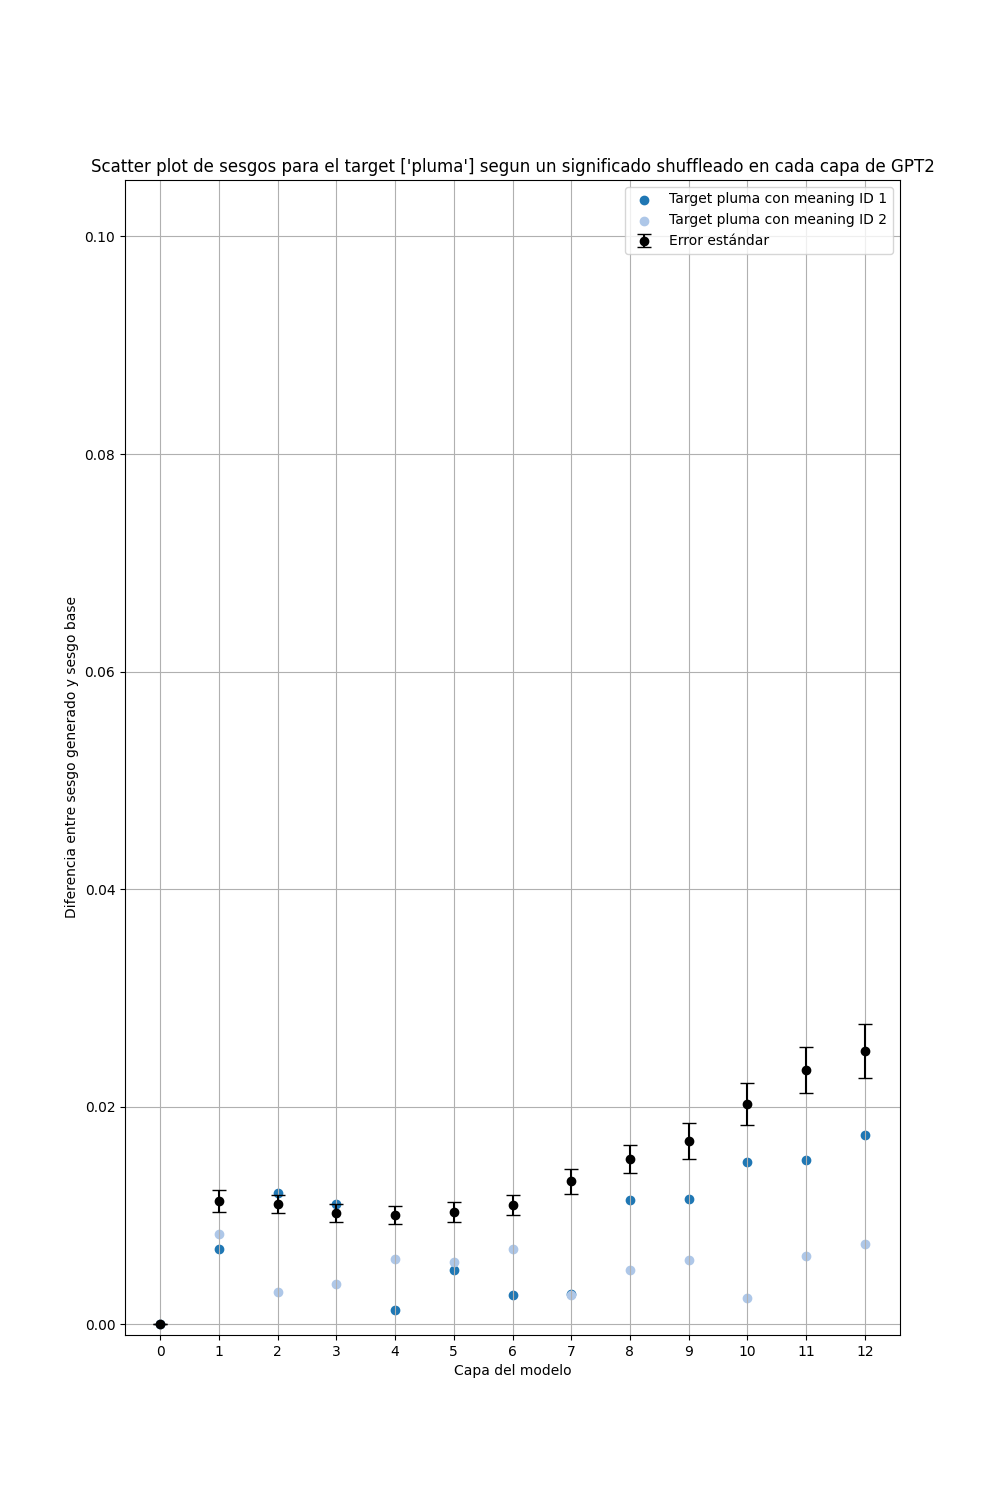 Scatter plot de sesgos para el target ['pluma'] segun un significado shuffleado en cada capa de GPT2
Target pluma con meaning ID 1
Target pluma con meaning ID 2
Error estándar
0.10
0.08
0.06
0.04
0.02
0.00
Diferencia entre sesgo generado y sesgo base
0 1 2 3 4 5 6 7 8 9 10 11 12
Capa del modelo